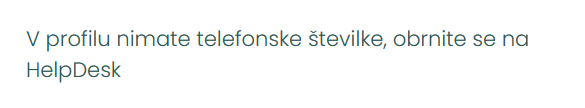 V profilu nimate telefonske številke, obrnite se na
HelpDesk